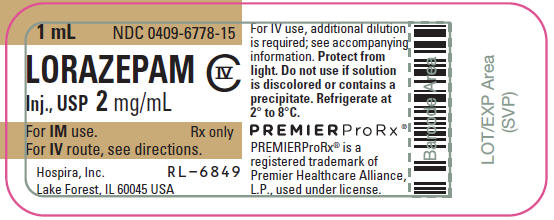 1 mL NDC 0409-6778-15
LORAZEPAM CIV
Inj., USP 2 mg/mL
For IM use. Rx only
For IV route, see directions.
Hospira, Inc. RL-6849
Lake Forest, IL 60045 USA
For IV use, additional dilution
is required; see accompanying
information. Protect from
light. Do not use if solution
is discolored or contains a
precipitate. Refrigerate at
2° to 8°C.
PREMIERProRx®
PREMIERProRx® is a
registered trademark of
Premier Healthcare Alliance,
L.P., used under license.
Barcode Area
LOT/EXP Area
(SVP)